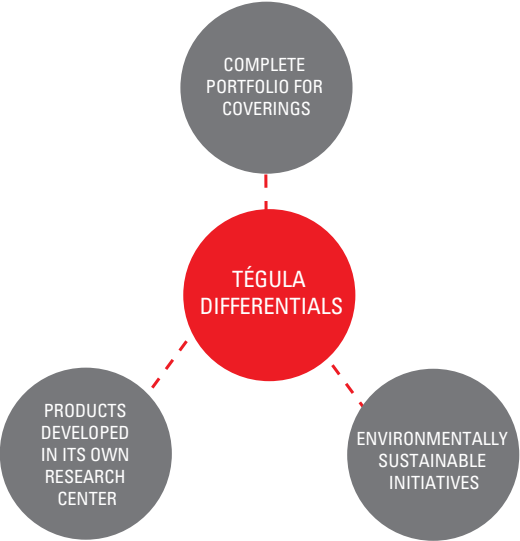 COMPLETE
PORTFOLIO FOR
COVERINGS
TÉGULA
DIFFERENTIALS
PRODUCTS
DEVELOPED
IN ITS OWN
RESEARCH
CENTER
ENVIRONMENTALLY
SUSTAINABLE
INITIATIVES